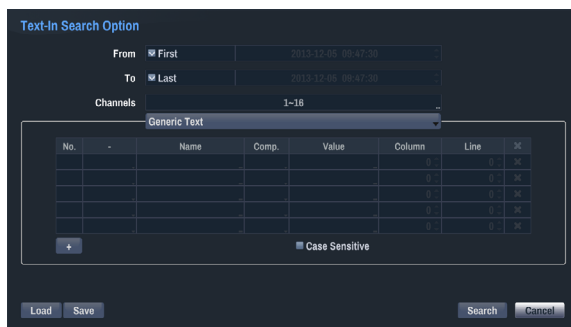 Text-In Search Option
From First 2013-12-05 09:47:30
To Last 2013-12-05 09:47:30
Channels 1~16 ...
Generic Text
No. - Name Comp. Value Column Line ✖
0 0 ✖
0 0 ✖
0 0 ✖
0 0 ✖
+ Case Sensitive
Load Save Search Cancel